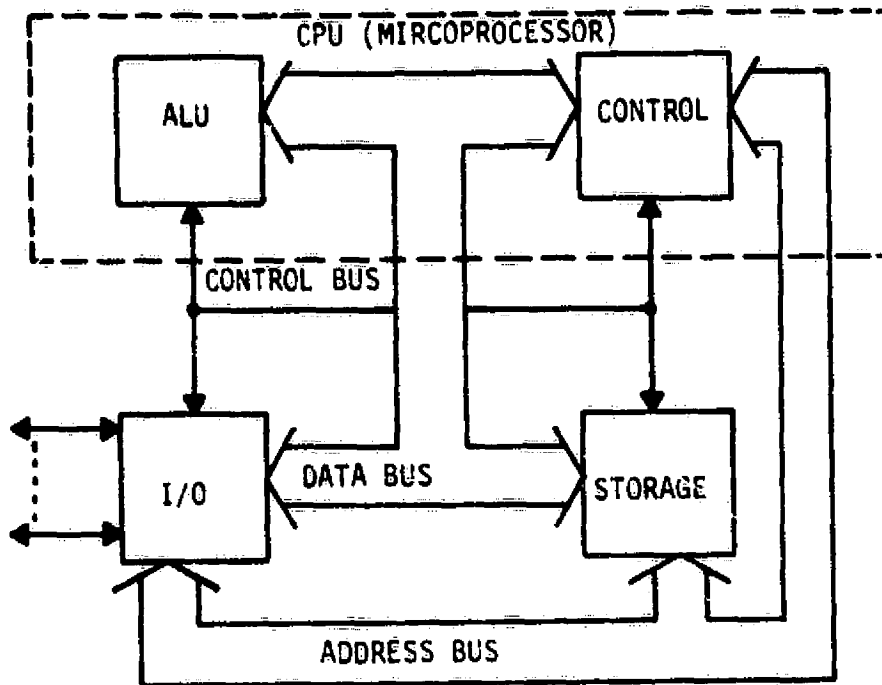 CPU (MIRCOPROCESSOR)
ALU
CONTROL
CONTROL BUS
I/O
DATA BUS
STORAGE
ADDRESS BUS